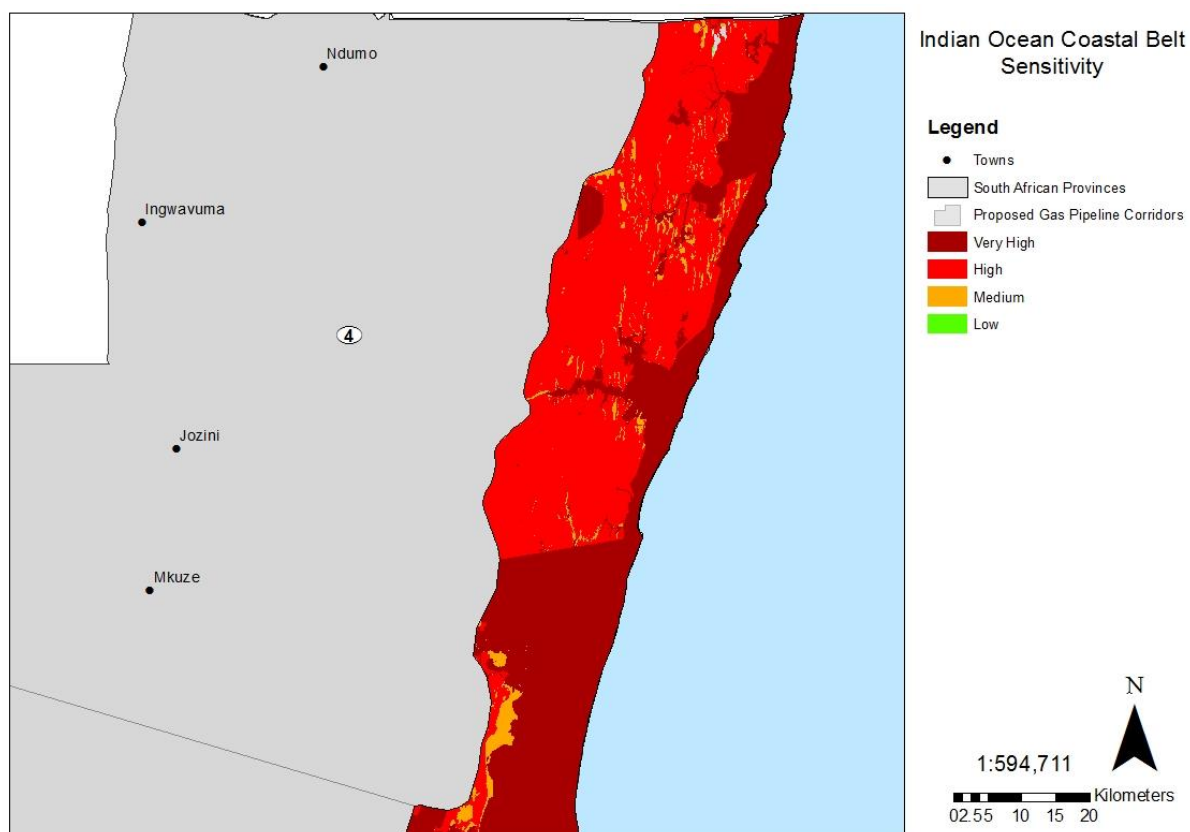 Indian Ocean Coastal Belt
Sensitivity
Legend
Towns
South African Provinces
Proposed Gas Pipeline Corridors
Very High
High
Medium
Low
Ndumo
Ingwavuma
4
Jozini
Mkuze
N
1:594,711
Kilometers
02.55 10 15 20